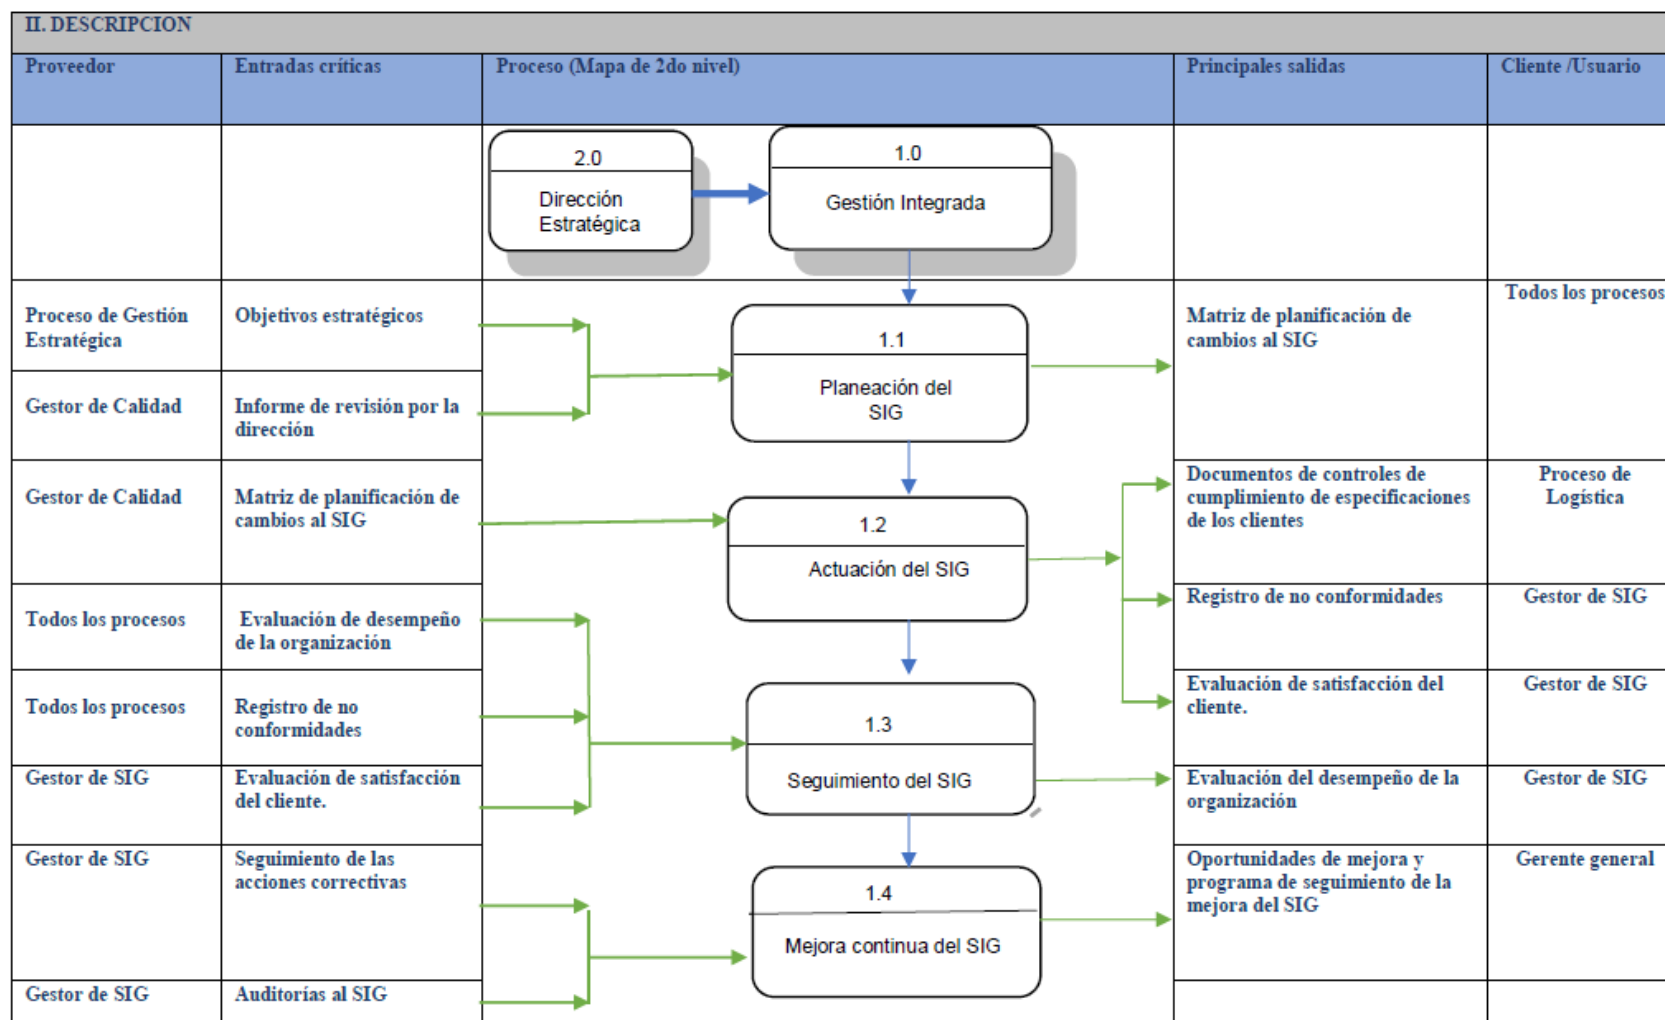 II. DESCRIPCION
Proveedor
Entradas críticas
Proceso (Mapa de 2do nivel)
Principales salidas
Cliente /Usuario
2.0
Dirección
Estratégica
1.0
Gestión Integrada
Proceso de Gestión
Estratégica
Objetivos estratégicos
1.1
Planeación del
SIG
Matriz de planificación de
cambios al SIG
Todos los procesos
Gestor de Calidad
Informe de revisión por la
dirección
Gestor de Calidad
Matriz de planificación de
cambios al SIG
1.2
Actuación del SIG
Documentos de controles de
cumplimiento de especificaciones
de los clientes
Proceso de
Logística
Todos los procesos
Evaluación de desempeño
de la organización
Registro de no conformidades
Gestor de SIG
Todos los procesos
Registro de no
conformidades
1.3
Seguimiento del SIG
Evaluación de satisfacción del
cliente.
Gestor de SIG
Gestor de SIG
Evaluación de satisfacción
del cliente.
Evaluación del desempeño de la
organización
Gestor de SIG
Gestor de SIG
Seguimiento de las
acciones correctivas
1.4
Mejora continua del SIG
Oportunidades de mejora y
programa de seguimiento de la
mejora del SIG
Gerente general
Gestor de SIG
Auditorías al SIG